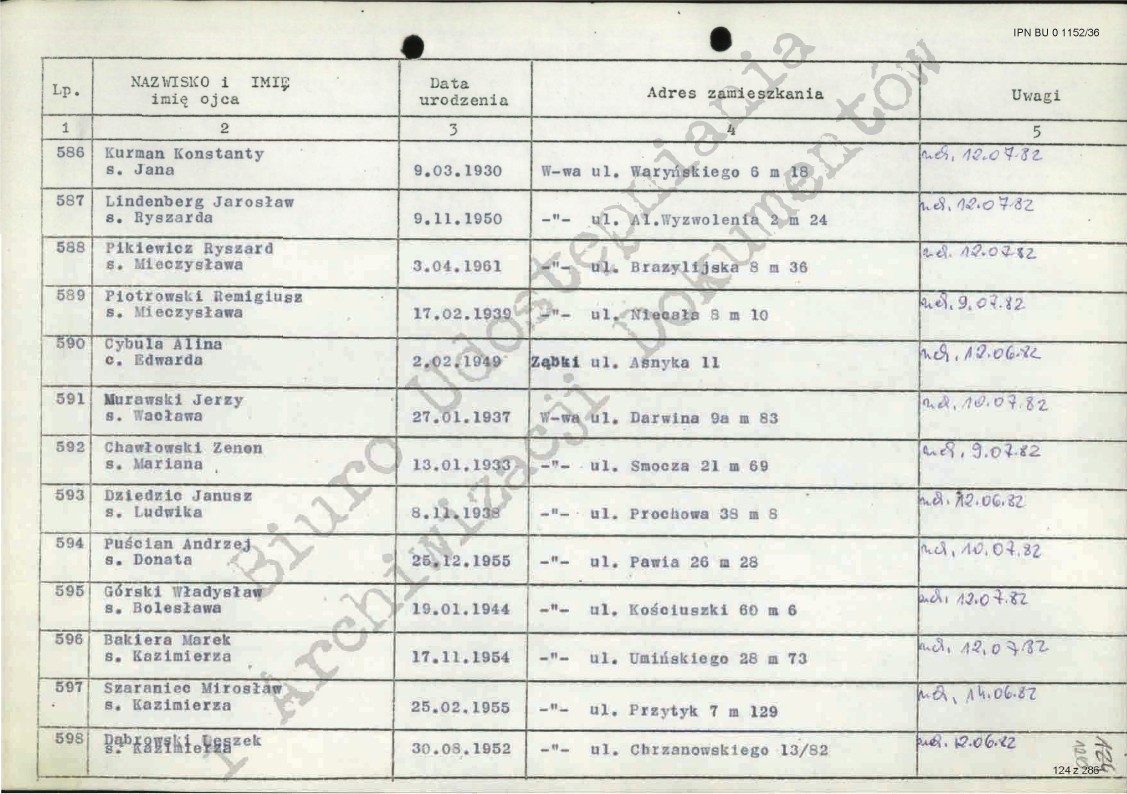 IPN BU 0 1152/36
Lp. NAZWISKO i IMIĘ Data Adres zamieszkania Uwagi
imię ojca urodzenia
1 2 3 4 5
586 Kurman Konstanty 12.07.82
s. Jana 9.03.1930 W-wa ul. Waryńskiego 6 m 18
587 Lindenberg Jarosław 12.07.82
s. Ryszarda 9.11.1950 -"- ul. Al.Wyzwolenia 2 m 24
588 Pikiewicz Ryszard 12.07.82
s. Mieczysława 3.04.1961 -"- ul. Brazylijska 8 m 36
589 Piotrowski Remigiusz 9.07.82
s. Mieczysława 17.02.1939 -"- ul. Niecała 8 m 10
590 Cybula Alina 12.06.82
c. Edwarda 2.02.1949 Ząbki ul. Asnyka 11
591 Murawski Jerzy 07.82
s. Wacława 27.01.1937 W-wa ul. Darwina 9a m 83
592 Chawłowski Zenon 9.07.82
s. Mariana 13.01.1933 -"- ul. Smocza 21 m 69
593 Dziedzic Janusz 12.06.82
s. Ludwika 8.11.1938 -"- ul. Prochowa 38 m 8
594 Puścian Andrzej 10.07.82
s. Donata 25.12.1955 -"- ul. Pawia 26 m 28
595 Górski Władysław 12.07.82
s. Bolesława 19.01.1944 -"- ul. Kościuszki 60 m 6
596 Bakiera Marek 12.07.82
s. Kazimierza 17.11.1954 -"- ul. Umińskiego 28 m 73
597 Szaraniec Mirosław 14.06.82
s. Kazimierza 25.02.1955 -"- ul. Przytyk 7 m 129
598 Dąbrowski Leszek 12.06.82
s. Kazimierza 30.08.1952 -"- ul. Chrzanowskiego 13/82
124
124 z 286
Biuro Udostępniania
i Archiwizacji Dokumentów